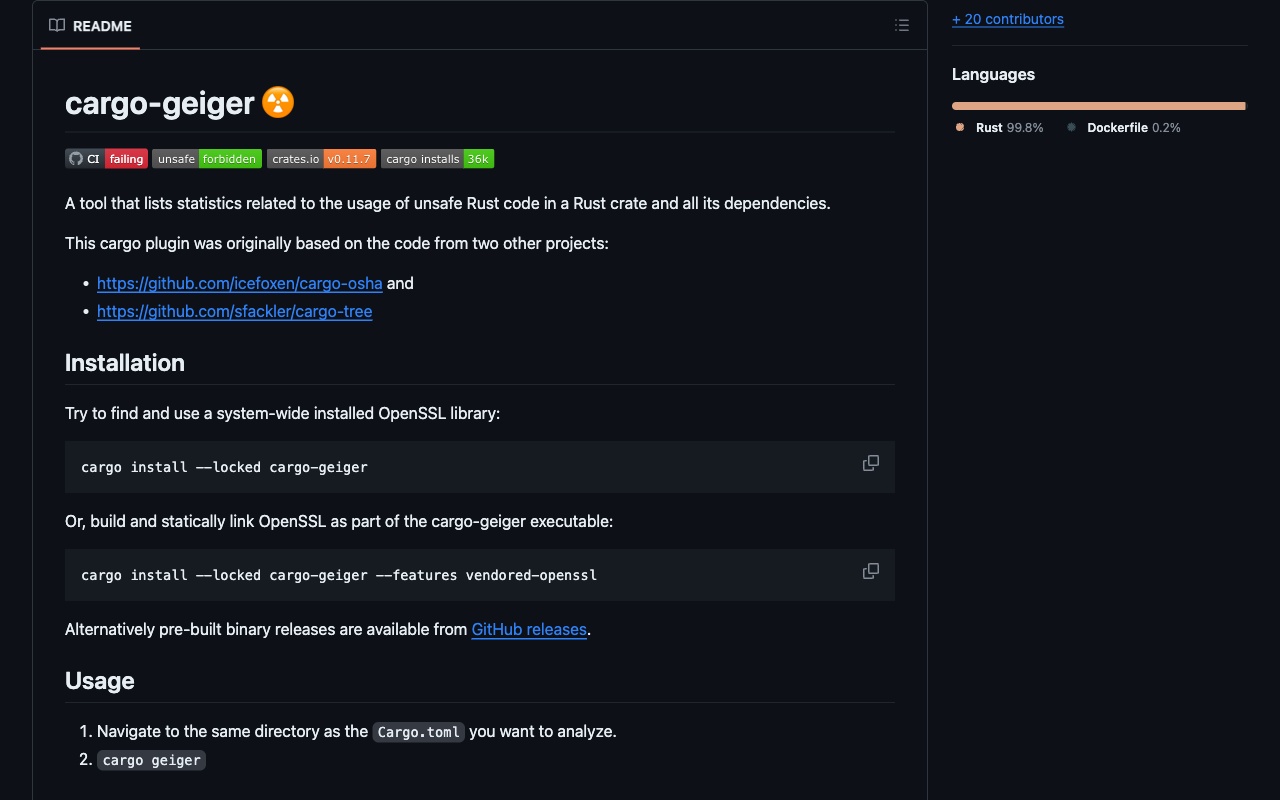 README
cargo-geiger ☢️
CI failing unsafe forbidden crates.io v0.11.7 cargo installs 36k
A tool that lists statistics related to the usage of unsafe Rust code in a Rust crate and all its dependencies.
This cargo plugin was originally based on the code from two other projects:
• https://github.com/icefoxen/cargo-osha and
• https://github.com/sfackler/cargo-tree
Installation
Try to find and use a system-wide installed OpenSSL library:
cargo install --locked cargo-geiger
Or, build and statically link OpenSSL as part of the cargo-geiger executable:
cargo install --locked cargo-geiger --features vendored-openssl
Alternatively pre-built binary releases are available from GitHub releases.
Usage
1. Navigate to the same directory as the Cargo.toml you want to analyze.
2. cargo geiger
+ 20 contributors
Languages
Rust 99.8% Dockerfile 0.2%